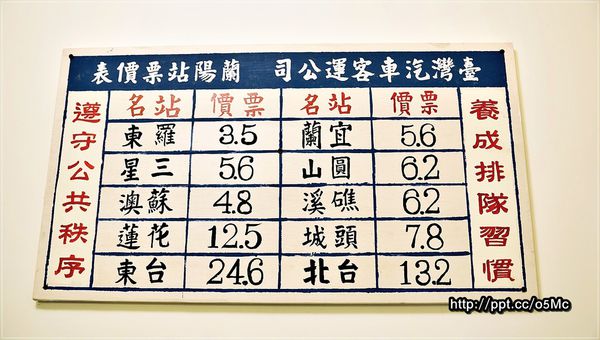 臺灣汽車客運公司 蘭陽站票價表
養成排隊習慣
票價 站名 票價 站名
5.6 宜蘭 3.5 羅東
6.2 圓山 5.6 三星
6.2 礁溪 4.8 蘇澳
7.8 頭城 12.5 花蓮
13.2 台北 24.6 台東
遵守公共秩序
http://ppt.cc/o5Mc